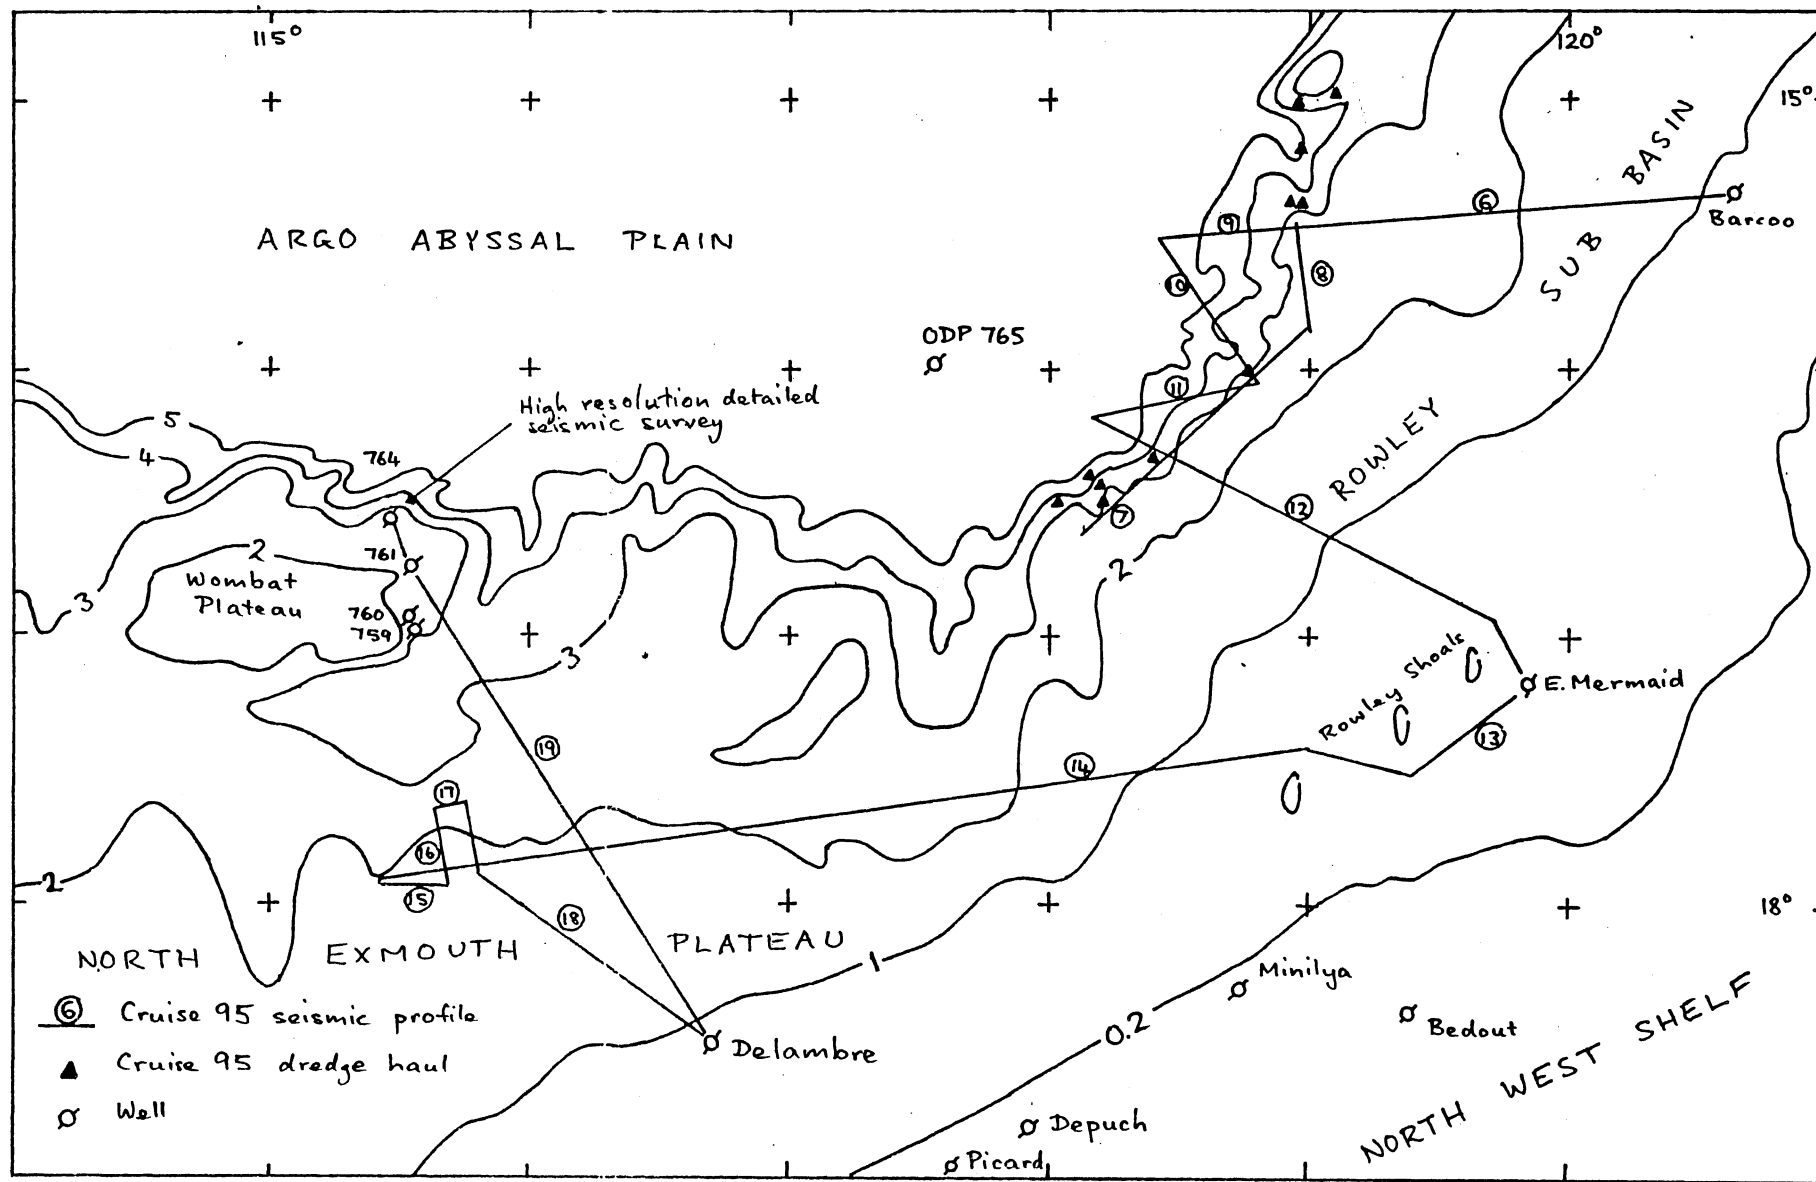 115°
120°
15°
BASIN
SUB
ROWLEY
6
Barcoo
9
8
10
ARGO ABYSSAL PLAIN
ODP 765
11
High resolution detailed
seismic survey
5
4
764
7
12
2
761
2
Wombat
Plateau
3
760
759
3
Rowley Shoals
E. Mermaid
13
19
14
17
16
2
15
18
18°
NORTH EXMOUTH PLATEAU
1
Minilya
Bedout
0.2
6 Cruise 95 seismic profile
Cruise 95 dredge haul
Well
Delambre
Depuch
Picard
NORTH WEST SHELF